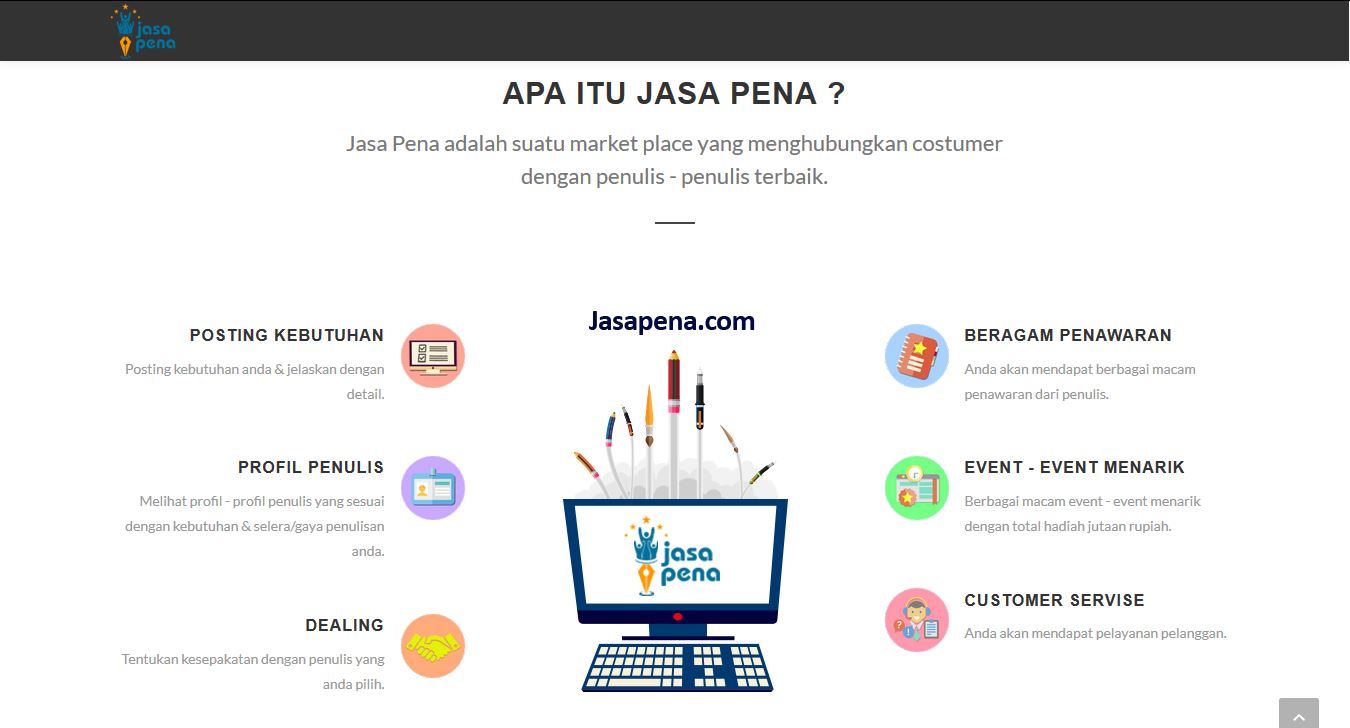 jasa
pena
APA ITU JASA PENA ?
Jasa Pena adalah suatu market place yang menghubungkan costumer
dengan penulis - penulis terbaik.
POSTING KEBUTUHAN
Posting kebutuhan anda & jelaskan dengan
detail.
PROFIL PENULIS
Melihat profil - profil penulis yang sesuai
dengan kebutuhan & selera/gaya penulisan
anda.
DEALING
Tentukan kesepakatan dengan penulis yang
anda pilih.
Jasapena.com
jasa
pena
BERAGAM PENAWARAN
Anda akan mendapat berbagai macam
penawaran dari penulis.
EVENT - EVENT MENARIK
Berbagai macam event - event menarik
dengan total hadiah jutaan rupiah.
CUSTOMER SERVISE
Anda akan mendapat pelayanan pelanggan.